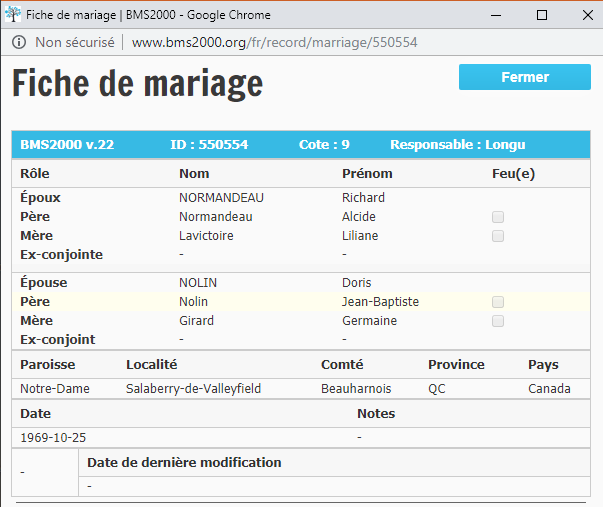 Fiche de mariage | BMS2000 - Google Chrome
Non sécurisé | www.bms2000.org/fr/record/marriage/550554
Fiche de mariage
Fermer
BMS2000 v.22 ID : 550554 Cote : 9 Responsable : Longu
Rôle Nom Prénom Feu(e)
Époux NORMANDEAU Richard
Père Normandeau Alcide
Mère Lavictoire Liliane
Ex-conjointe - -
Épouse NOLIN Doris
Père Nolin Jean-Baptiste
Mère Girard Germaine
Ex-conjoint - -
Paroisse Localité Comté Province Pays
Notre-Dame Salaberry-de-Valleyfield Beauharnois QC Canada
Date Notes
1969-10-25 -
- Date de dernière modification
-